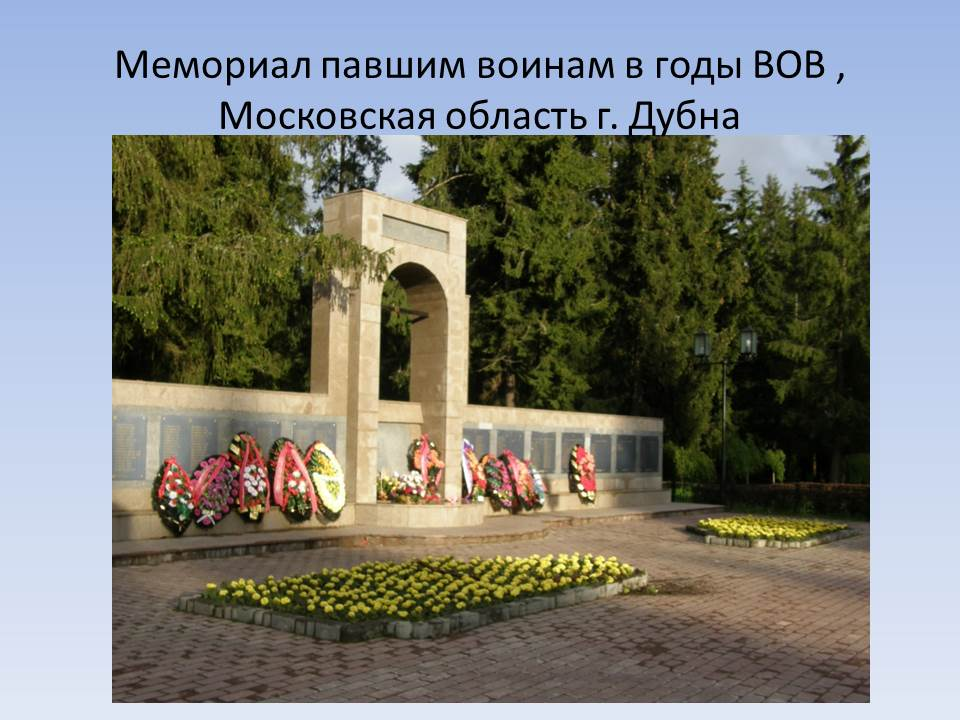 Мемориал павшим воинам в годы ВОВ ,
Московская область г. Дубна